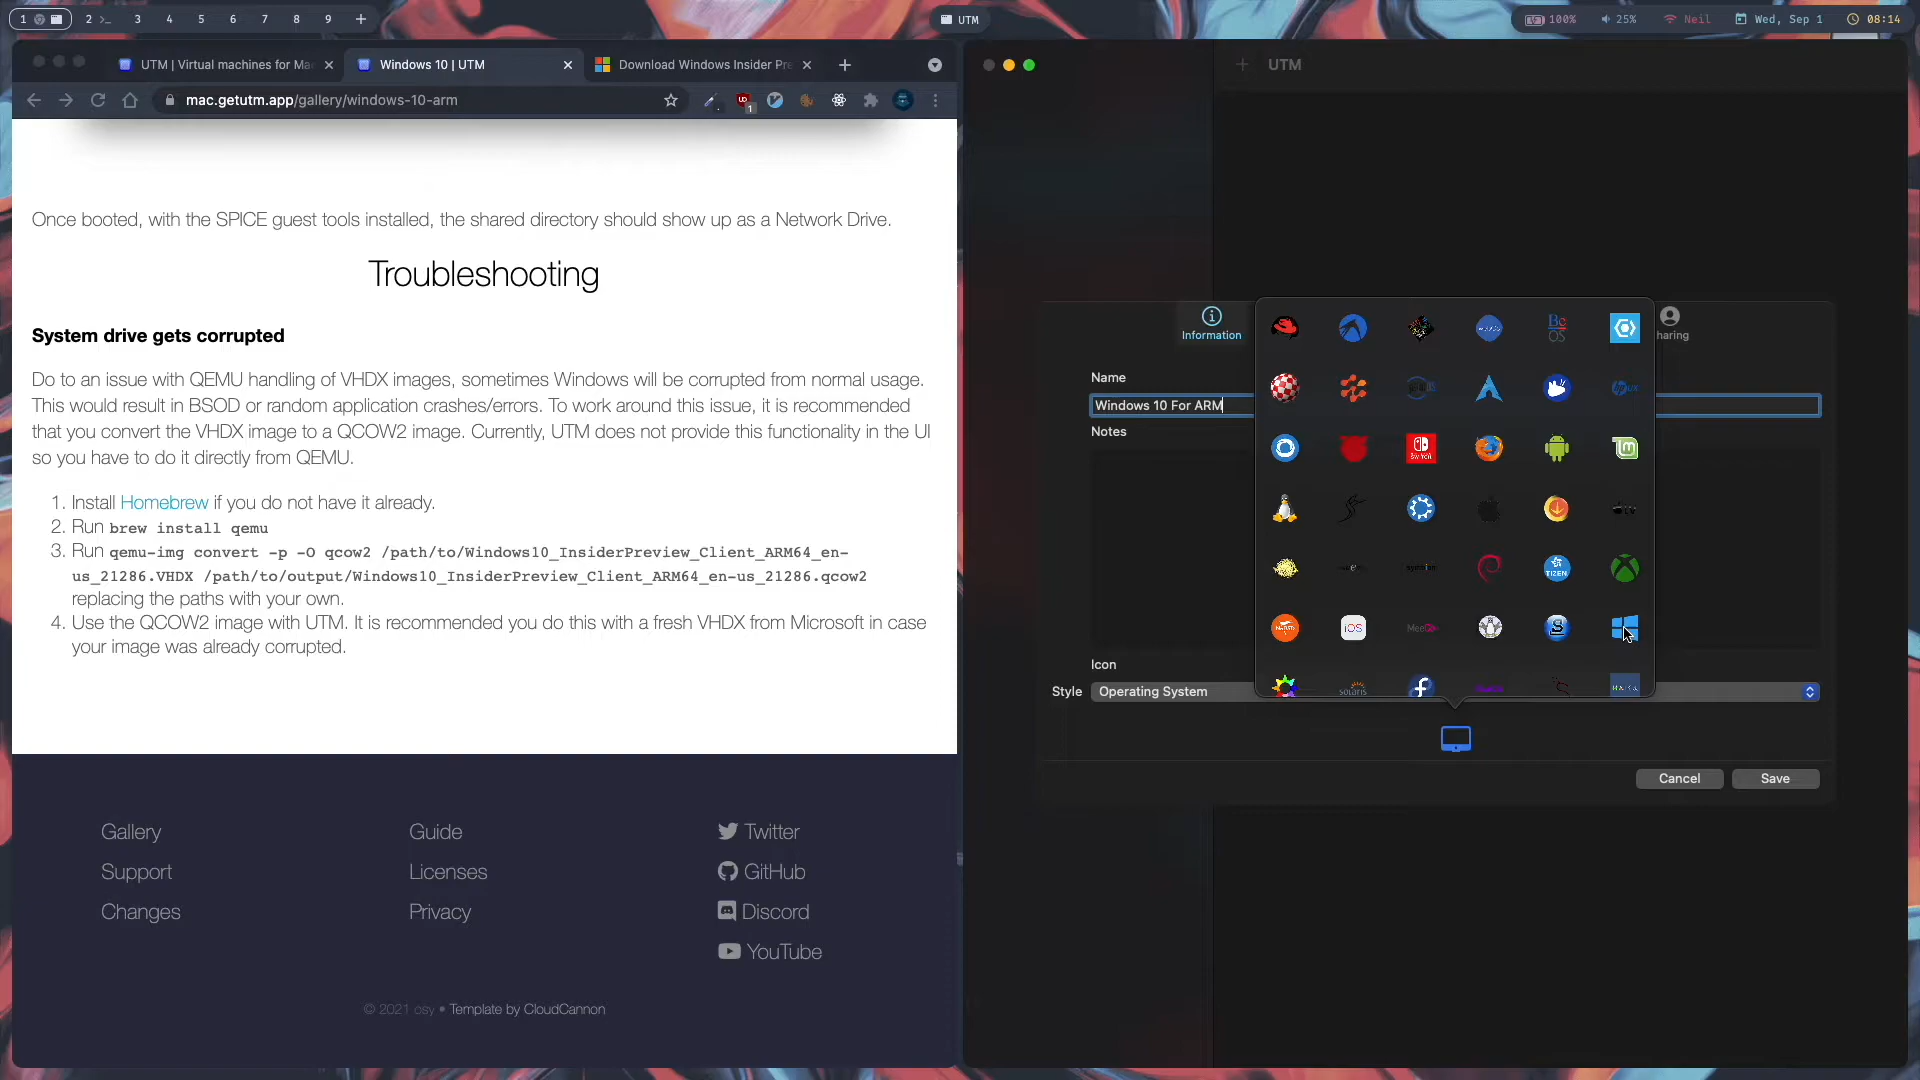 1 2 >_ 3 4 5 6 7 8 9 +
UTM
100% 25% Neil Wed, Sep 1 08:14
UTM | Virtual machines for Ma
Windows 10 | UTM
Download Windows Insider Pre
mac.getutm.app/gallery/windows-10-arm
1
UTM
Once booted, with the SPICE guest tools installed, the shared directory should show up as a Network Drive.
Troubleshooting
System drive gets corrupted
Do to an issue with QEMU handling of VHDX images, sometimes Windows will be corrupted from normal usage.
This would result in BSOD or random application crashes/errors. To work around this issue, it is recommended
that you convert the VHDX image to a QCOW2 image. Currently, UTM does not provide this functionality in the UI
so you have to do it directly from QEMU.
1. Install Homebrew if you do not have it already.
2. Run brew install qemu
3. Run qemu-img convert -p -O qcow2 /path/to/Windows10_InsiderPreview_Client_ARM64_en-
us_21286.VHDX /path/to/output/Windows10_InsiderPreview_Client_ARM64_en-us_21286.qcow2
replacing the paths with your own.
4. Use the QCOW2 image with UTM. It is recommended you do this with a fresh VHDX from Microsoft in case
your image was already corrupted.
Gallery
Support
Changes
Guide
Licenses
Privacy
Twitter
GitHub
Discord
YouTube
© 2021 osy • Template by CloudCannon
Information
haring
Name
Windows 10 For ARM
Notes
Be
OS
SWITCH
TIZEN
iOS
MeeGo
solaris
Icon
Style
Operating System
Cancel
Save